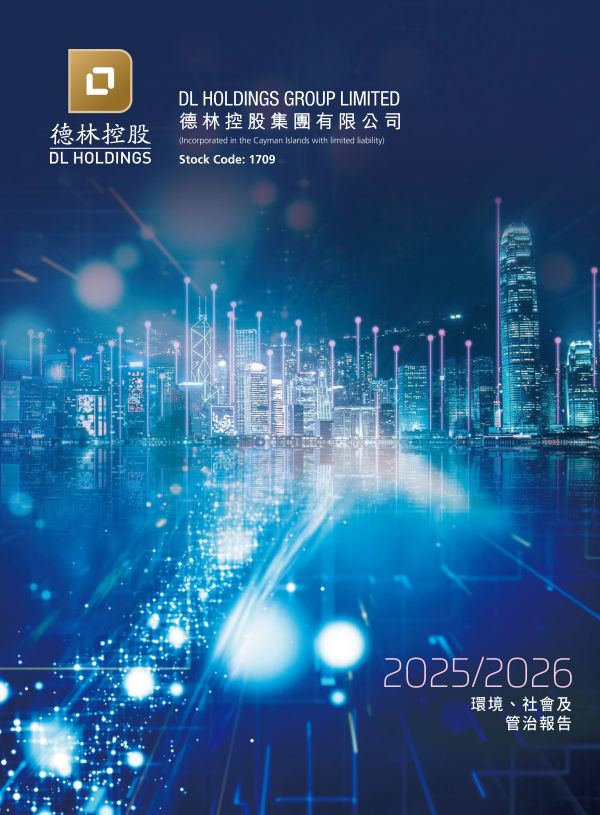 德林控股
DL HOLDINGS
DL HOLDINGS GROUP LIMITED
德林控股集團有限公司
(Incorporated in the Cayman Islands with limited liability)
Stock Code: 1709
2025/2026
環境、社會及
管治報告